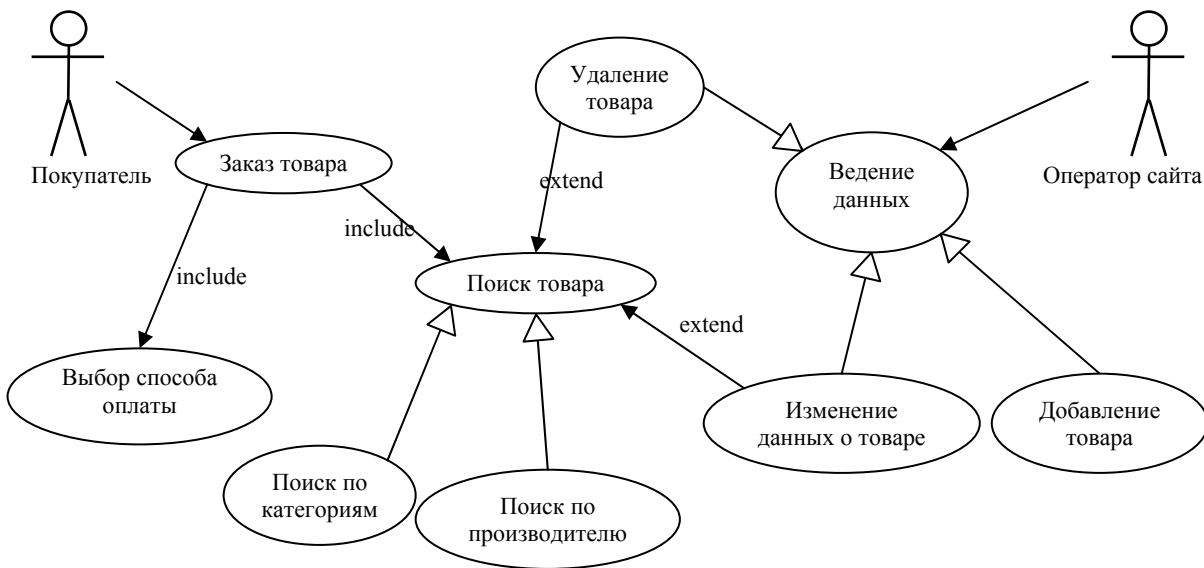 Удаление
товара
Покупатель
Заказ товара
Ведение
данных
Оператор сайта
extend
include
include
Поиск товара
extend
Выбор способа
оплаты
Изменение
данных о товаре
Добавление
товара
Поиск по
категориям
Поиск по
производителю